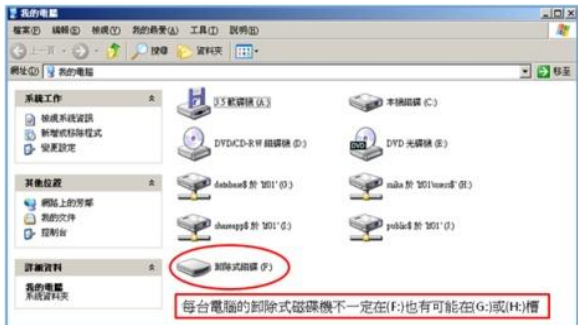 我的電腦
檔案(F) 編輯(E) 檢視(V) 我的最愛(A) 工具(T) 說明(H)
上一頁 搜尋 資料夾
網址(D) 我的電腦 移至
系統工作
檢視系統資訊
新增或移除程式
變更設定
其他位置
網路上的芳鄰
我的文件
控制台
詳細資料
我的電腦
系統資料夾
3.5 軟碟機 (A:) 本機磁碟 (C:)
DVD/CD-RW 磁碟機 (D:) DVD 光碟機 (E:)
database$ 於
shareapp$ 於 public$ 於
卸除式磁碟 (F:)
每台電腦的卸除式磁碟機不一定在(F:)也有可能在(G:)或(H:)槽